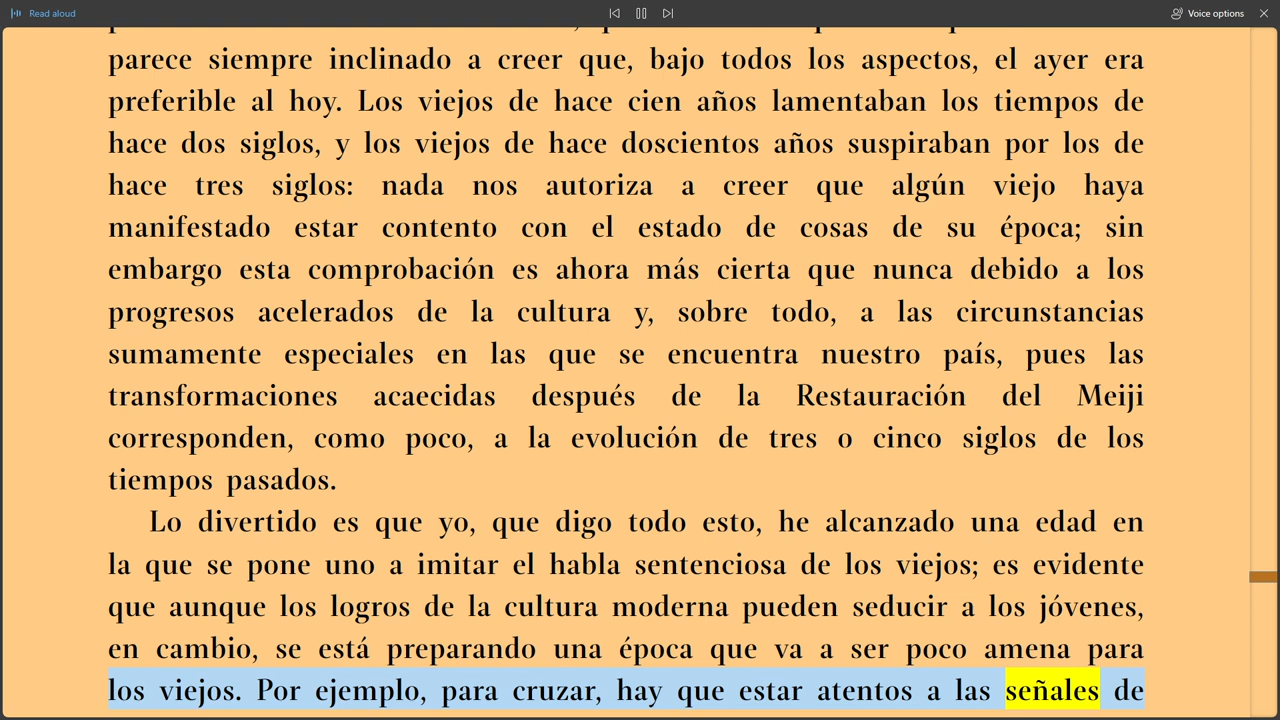 Read aloud
Voice options
parece siempre inclinado a creer que, bajo todos los aspectos, el ayer era
preferible al hoy. Los viejos de hace cien años lamentaban los tiempos de
hace dos siglos, y los viejos de hace doscientos años suspiraban por los de
hace tres siglos: nada nos autoriza a creer que algún viejo haya
manifestado estar contento con el estado de cosas de su época; sin
embargo esta comprobación es ahora más cierta que nunca debido a los
progresos acelerados de la cultura y, sobre todo, a las circunstancias
sumamente especiales en las que se encuentra nuestro país, pues las
transformaciones acaecidas después de la Restauración del Meiji
corresponden, como poco, a la evolución de tres o cinco siglos de los
tiempos pasados.
Lo divertido es que yo, que digo todo esto, he alcanzado una edad en
la que se pone uno a imitar el habla sentenciosa de los viejos; es evidente
que aunque los logros de la cultura moderna pueden seducir a los jóvenes,
en cambio, se está preparando una época que va a ser poco amena para
los viejos. Por ejemplo, para cruzar, hay que estar atentos a las señales de